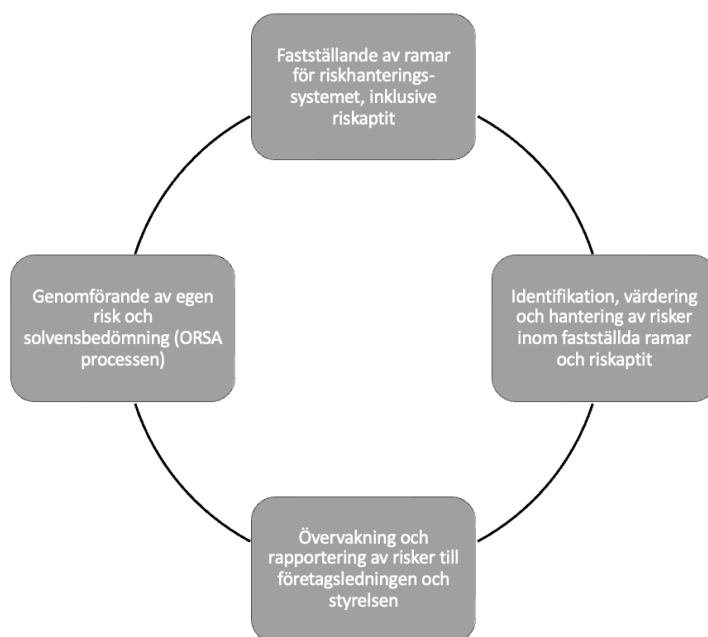 Fastställande av ramar
för riskhanterings-
systemet, inklusive
riskaptit
Identifikation, värdering
och hantering av risker
inom fastställda ramar
och riskaptit
Övervakning och
rapportering av risker till
företagsledningen och
styrelsen
Genomförande av egen
risk och
solvensbedömning (ORSA
processen)